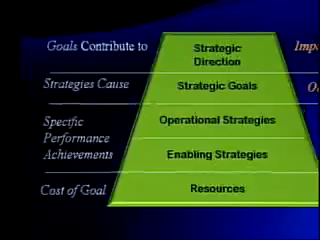 Goals Contribute to
Strategic
Direction
Strategies Cause
Strategic Goals
Specific
Performance
Achievements
Operational Strategies
Enabling Strategies
Cost of Goal
Resources